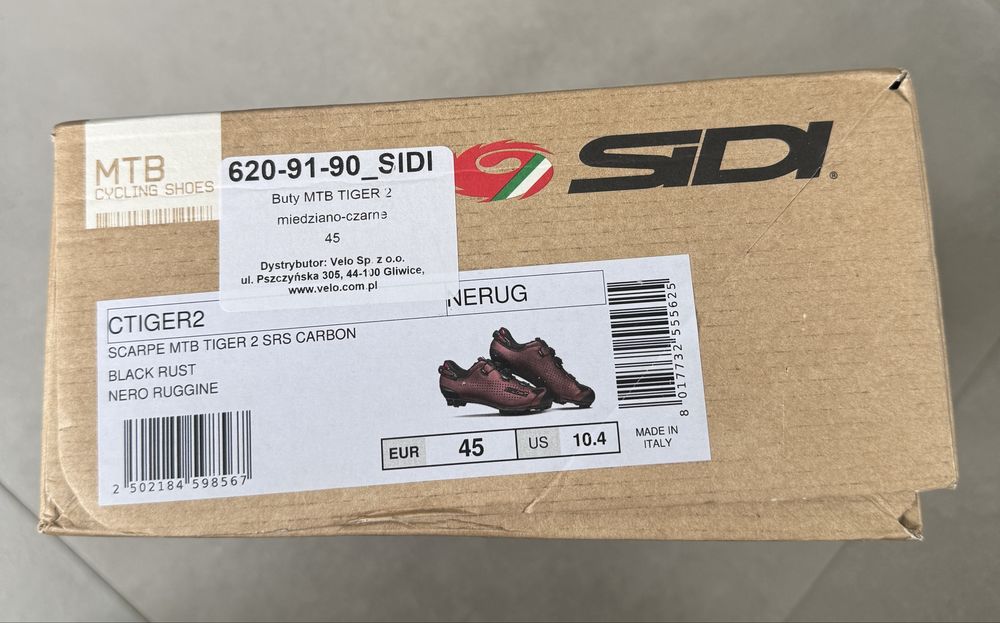 MTB
CYCLING SHOES
620-91-90_SIDI
Buty MTB TIGER 2
miedziano-czarne
45
Dystrybutor: Velo Sp. z o.o.
ul. Pszczyńska 305, 44-100 Gliwice,
www.velo.com.pl
SIDI®
CTIGER2
NERUG
SCARPE MTB TIGER 2 SRS CARBON
BLACK RUST
NERO RUGGINE
2 502184 598567
EUR 45 US 10.4
8 017732 555625
MADE IN
ITALY